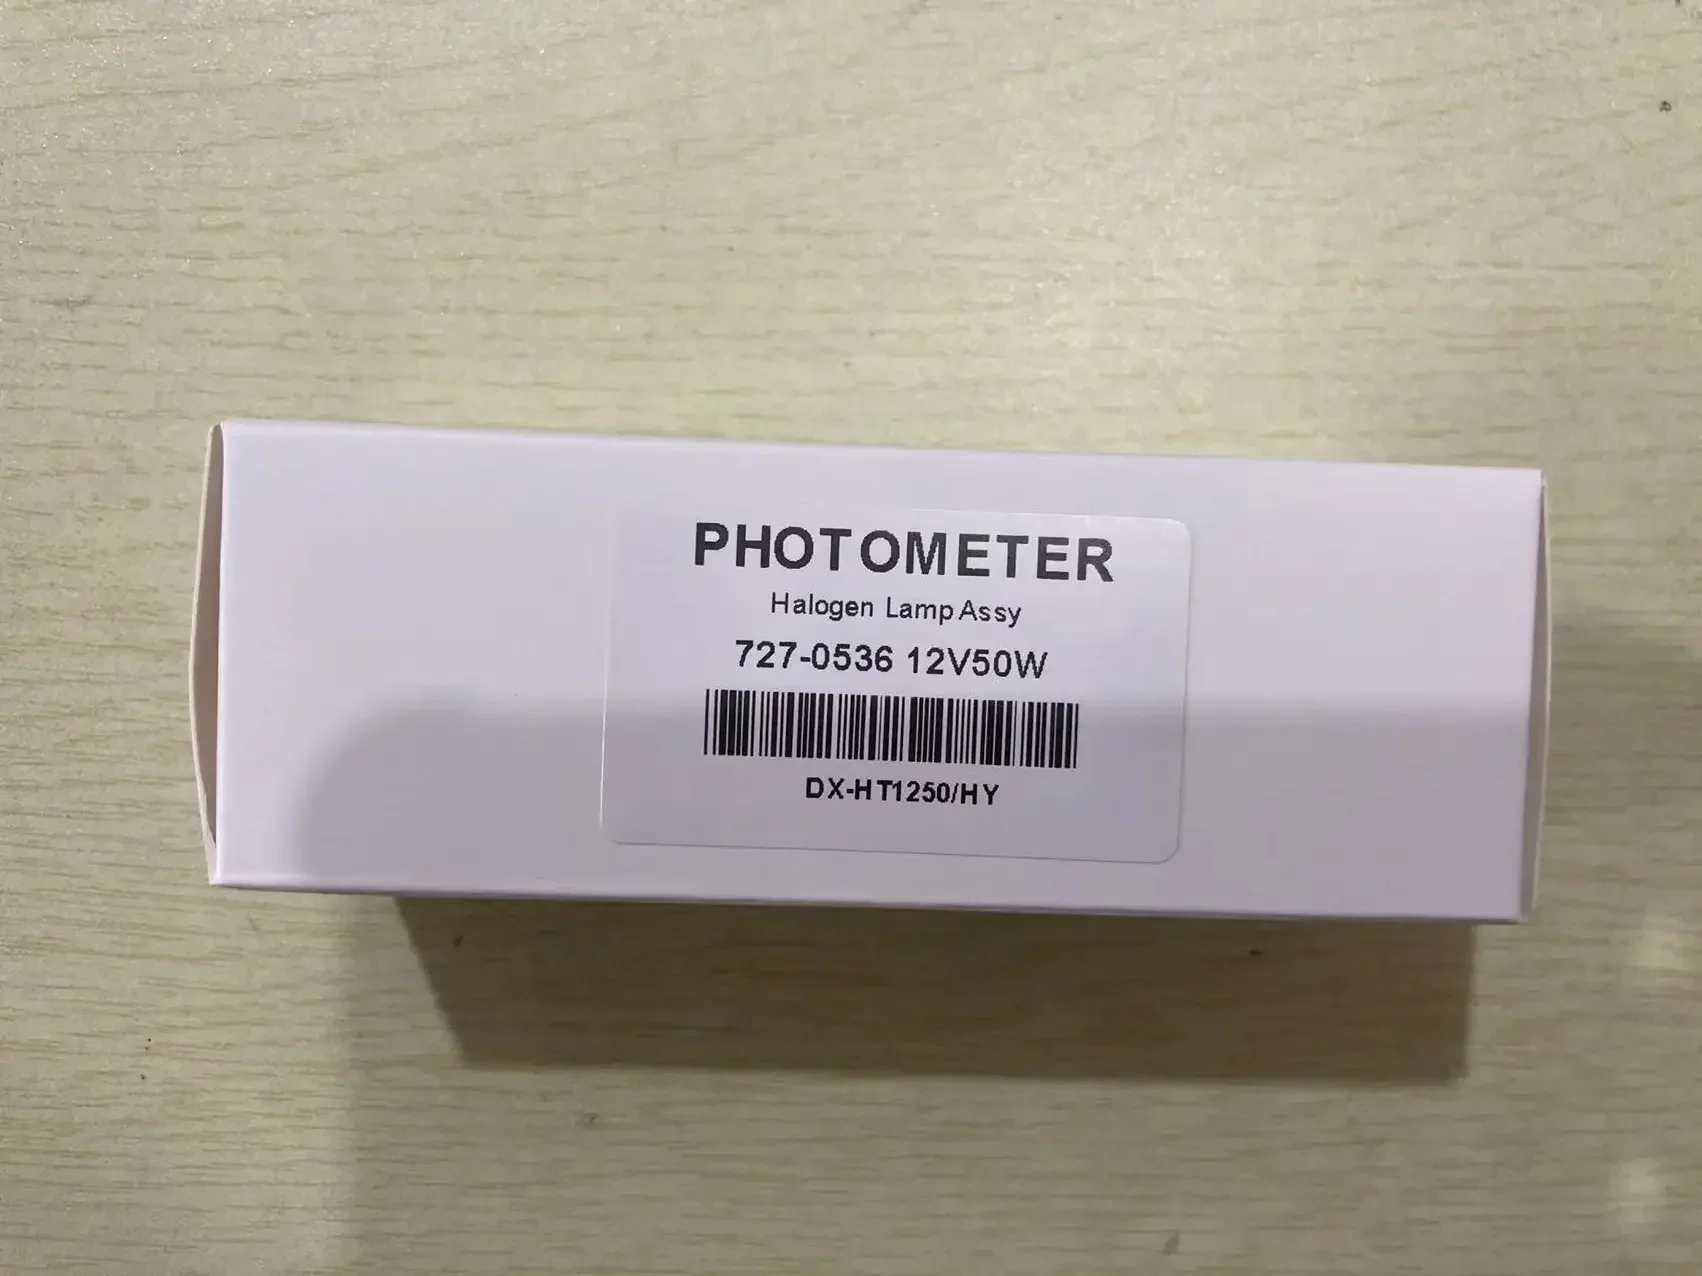 PHOTOMETER
Halogen Lamp Assy
727-0536 12V50W
DX-HT1250/HY